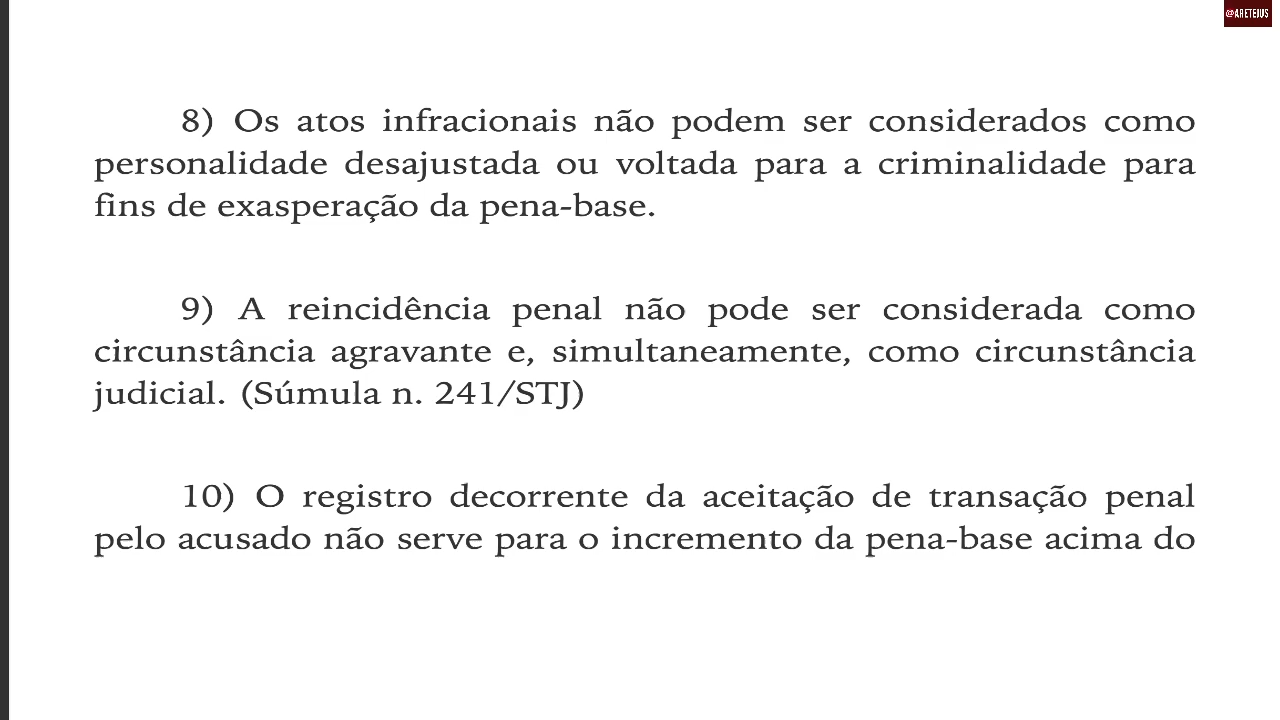 @ARETEJUS
8) Os atos infracionais não podem ser considerados como
personalidade desajustada ou voltada para a criminalidade para
fins de exasperação da pena-base.
9) A reincidência penal não pode ser considerada como
circunstância agravante e, simultaneamente, como circunstância
judicial. (Súmula n. 241/STJ)
10) O registro decorrente da aceitação de transação penal
pelo acusado não serve para o incremento da pena-base acima do